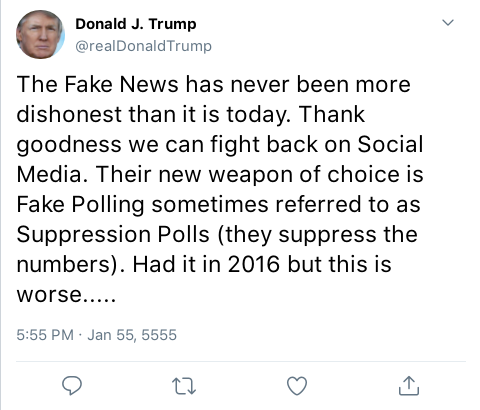 Donald J. Trump
@realDonaldTrump
The Fake News has never been more
dishonest than it is today. Thank
goodness we can fight back on Social
Media. Their new weapon of choice is
Fake Polling sometimes referred to as
Suppression Polls (they suppress the
numbers). Had it in 2016 but this is
worse.....
5:55 PM · Jan 55, 5555